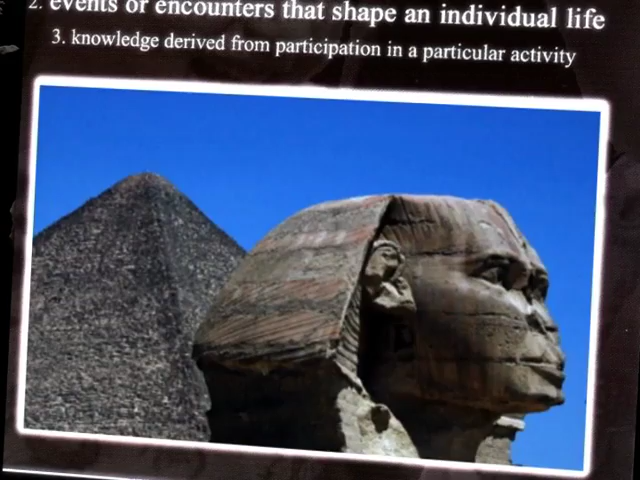 2. events or encounters that shape an individual life
3. knowledge derived from participation in a particular activity